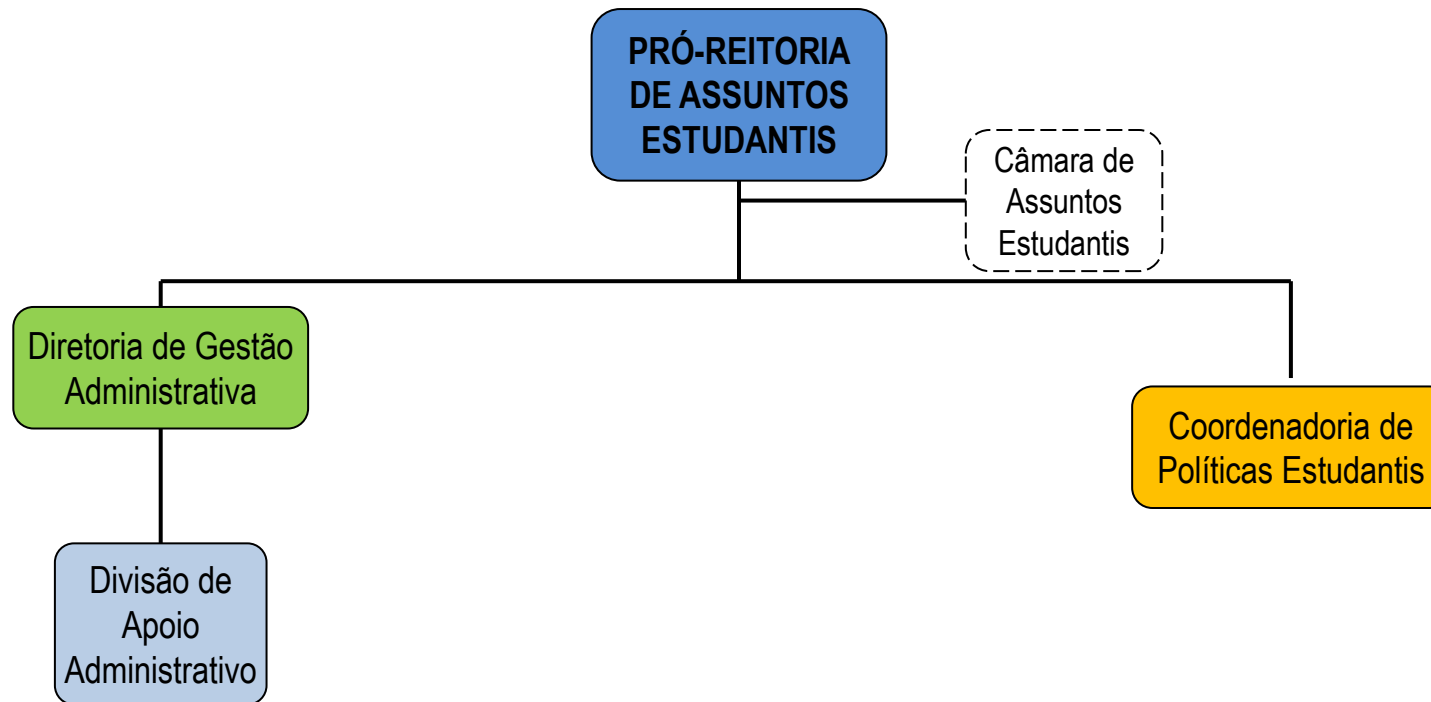 PRÓ-REITORIA
DE ASSUNTOS
ESTUDANTIS
Câmara de
Assuntos
Estudantis
Diretoria de Gestão
Administrativa
Coordenadoria de
Políticas Estudantis
Divisão de
Apoio
Administrativo